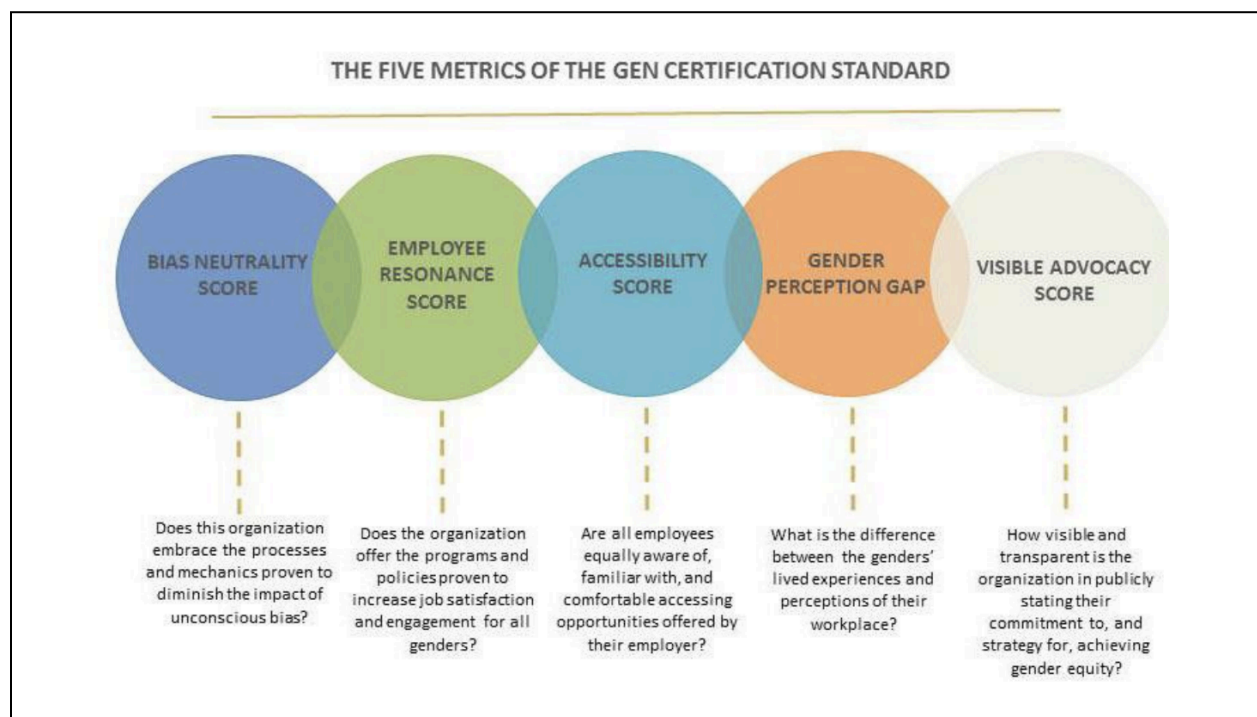 THE FIVE METRICS OF THE GEN CERTIFICATION STANDARD
BIAS NEUTRALITY
SCORE
EMPLOYEE
RESONANCE
SCORE
ACCESSIBILITY
SCORE
GENDER
PERCEPTION GAP
VISIBLE ADVOCACY
SCORE
Does this organization
embrace the processes
and mechanics proven to
diminish the impact of
unconscious bias?
Does the organization
offer the programs and
policies proven to
increase job satisfaction
and engagement for all
genders?
Are all employees
equally aware of,
familiar with, and
comfortable accessing
opportunities offered by
their employer?
What is the difference
between the genders'
lived experiences and
perceptions of their
workplace?
How visible and
transparent is the
organization in publicly
stating their
commitment to, and
strategy for, achieving
gender equity?